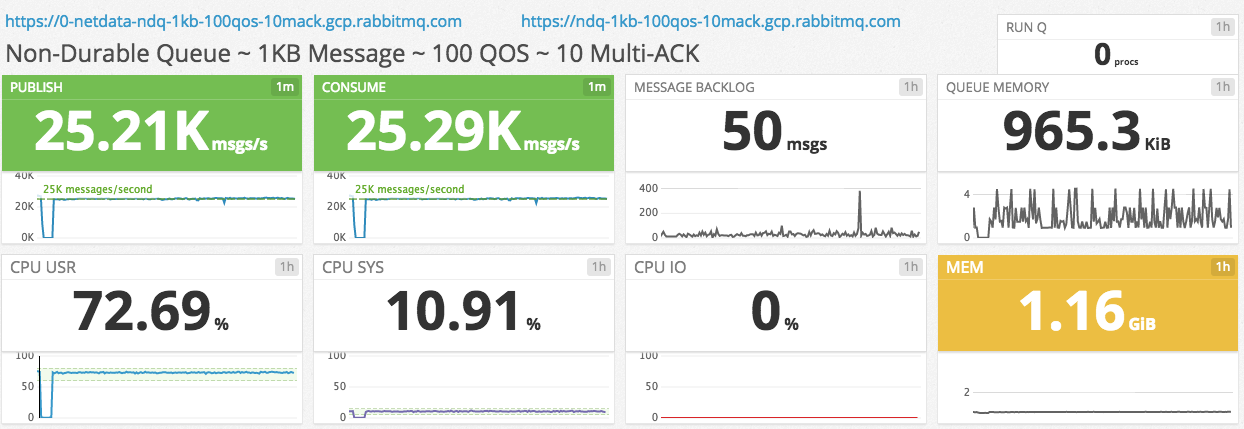 https://0-netdata-ndq-1kb-100qos-10mack.gcp.rabbitmq.com https://ndq-1kb-100qos-10mack.gcp.rabbitmq.com
Non-Durable Queue ~ 1KB Message ~ 100 QOS ~ 10 Multi-ACK
RUN Q 1h
0 procs
PUBLISH 1m
25.21K msgs/s
40K
25K messages/second
20K
0K
CONSUME 1m
25.29K msgs/s
40K
25K messages/second
20K
0K
MESSAGE BACKLOG 1h
50 msgs
400
200
0
QUEUE MEMORY 1h
965.3 KiB
4
0
CPU USR 1h
72.69 %
100
50
0
CPU SYS 1h
10.91 %
100
50
0
CPU IO 1h
0 %
100
50
0
MEM 1h
1.16 GiB
2